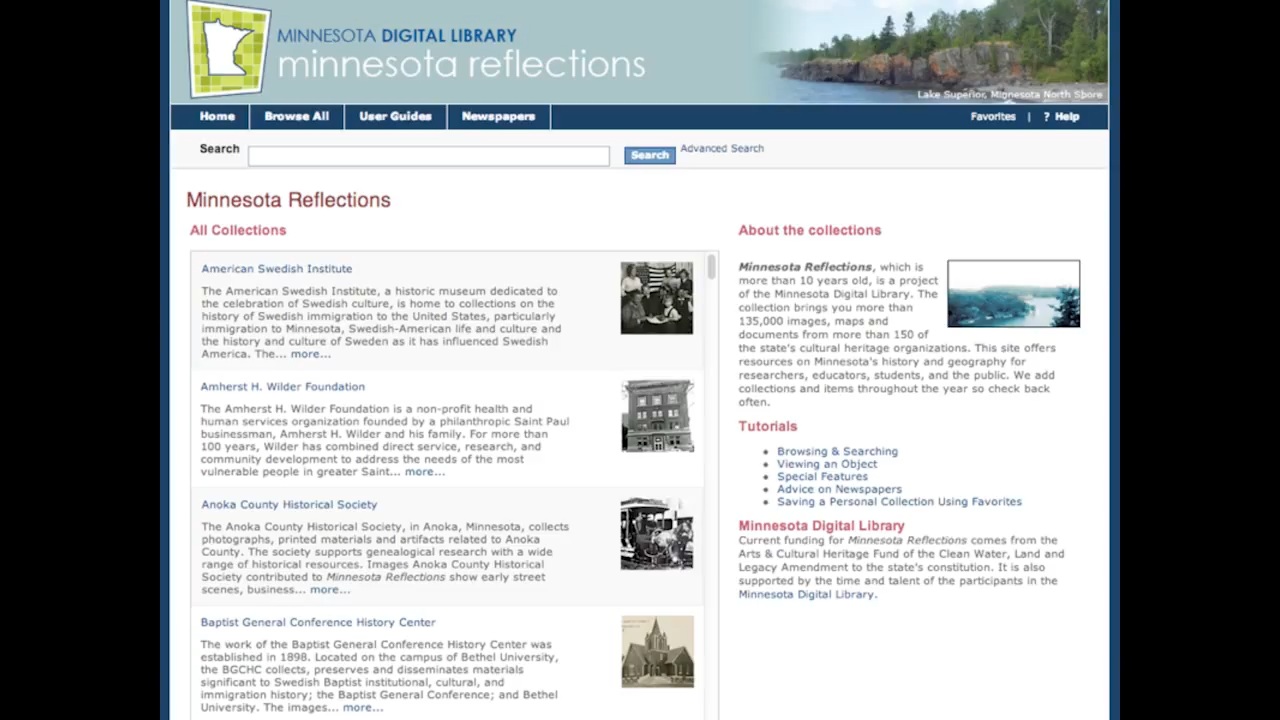 MINNESOTA DIGITAL LIBRARY
minnesota reflections
Lake Superior, Minnesota North Shore
Home
Browse All
User Guides
Newspapers
Favorites | ? Help
Search
Search
Advanced Search
Minnesota Reflections
All Collections
American Swedish Institute
The American Swedish Institute, a historic museum dedicated to
the celebration of Swedish culture, is home to collections on the
history of Swedish immigration to the United States, particularly
immigration to Minnesota, Swedish-American life and culture and
the history and culture of Sweden as it has influenced Swedish
America. The... more...
Amherst H. Wilder Foundation
The Amherst H. Wilder Foundation is a non-profit health and
human services organization founded by a philanthropic Saint Paul
businessman, Amherst H. Wilder and his family. For more than
100 years, Wilder has combined direct service, research, and
community development to address the needs of the most
vulnerable people in greater Saint... more...
Anoka County Historical Society
The Anoka County Historical Society, in Anoka, Minnesota, collects
photographs, printed materials and artifacts related to Anoka
County. The society supports genealogical research with a wide
range of historical resources. Images Anoka County Historical
Society contributed to Minnesota Reflections show early street
scenes, business... more...
Baptist General Conference History Center
The work of the Baptist General Conference History Center was
established in 1898. Located on the campus of Bethel University,
the BGCHC collects, preserves and disseminates materials
significant to Swedish Baptist institutional, cultural, and
immigration history; the Baptist General Conference; and Bethel
University. The images... more...
About the collections
Minnesota Reflections, which is
more than 10 years old, is a project
of the Minnesota Digital Library. The
collection brings you more than
135,000 images, maps and
documents from more than 150 of
the state's cultural heritage organizations. This site offers
resources on Minnesota's history and geography for
researchers, educators, students, and the public. We add
collections and items throughout the year so check back
often.
Tutorials
Browsing & Searching
Viewing an Object
Special Features
Advice on Newspapers
Saving a Personal Collection Using Favorites
Minnesota Digital Library
Current funding for Minnesota Reflections comes from the
Arts & Cultural Heritage Fund of the Clean Water, Land and
Legacy Amendment to the state's constitution. It is also
supported by the time and talent of the participants in the
Minnesota Digital Library.